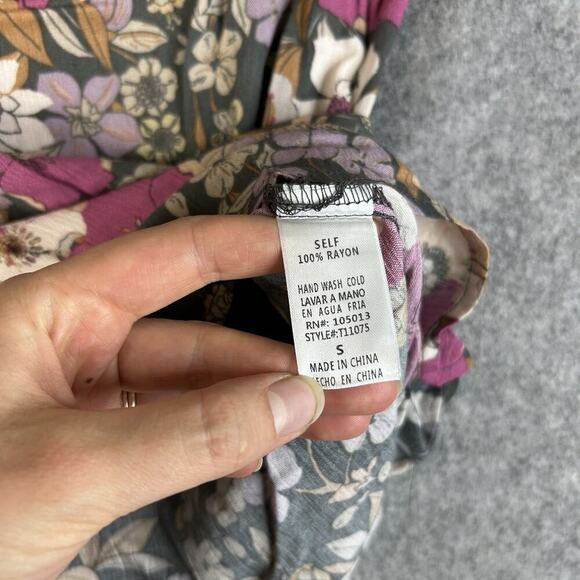 SELF
100% RAYON
HAND WASH COLD
LAVAR A MANO
EN AGUA FRIA
RN#: 105013
STYLE#:T11075
S
MADE IN CHINA
HECHO EN CHINA